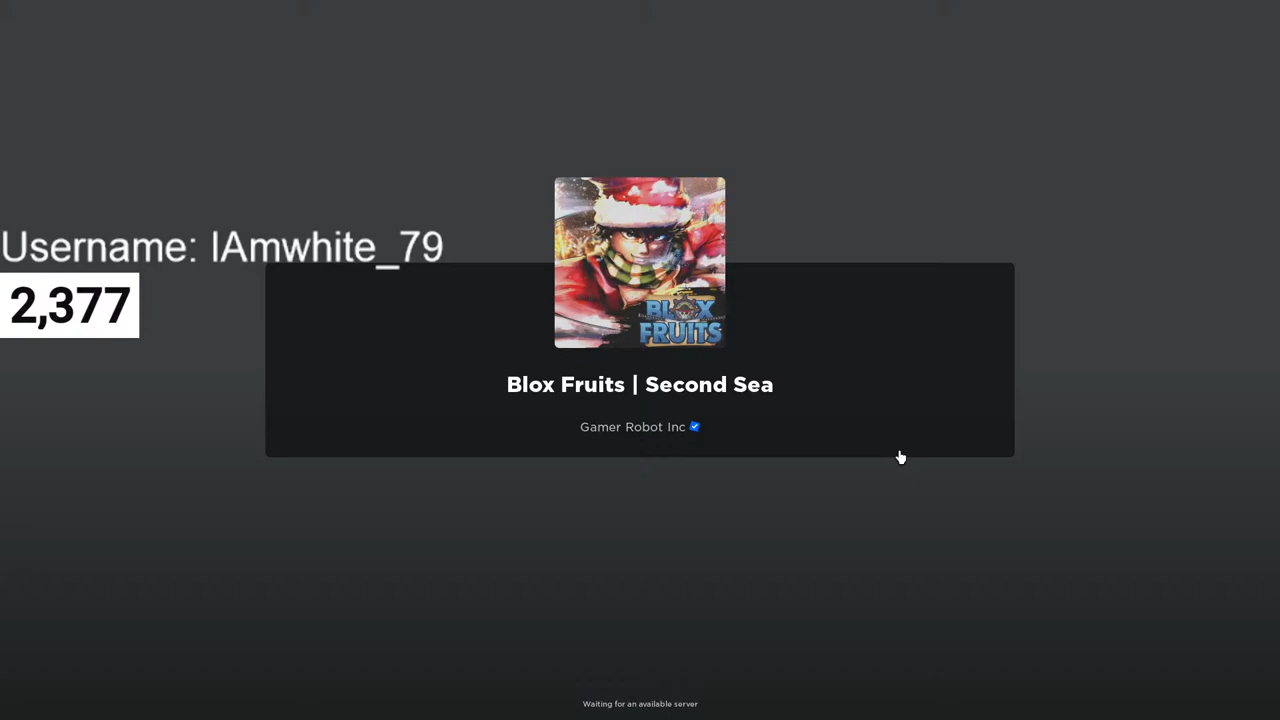 Username: IAmwhite_79
2,377
BLOX
FRUITS
Blox Fruits | Second Sea
Gamer Robot Inc
Waiting for an available server